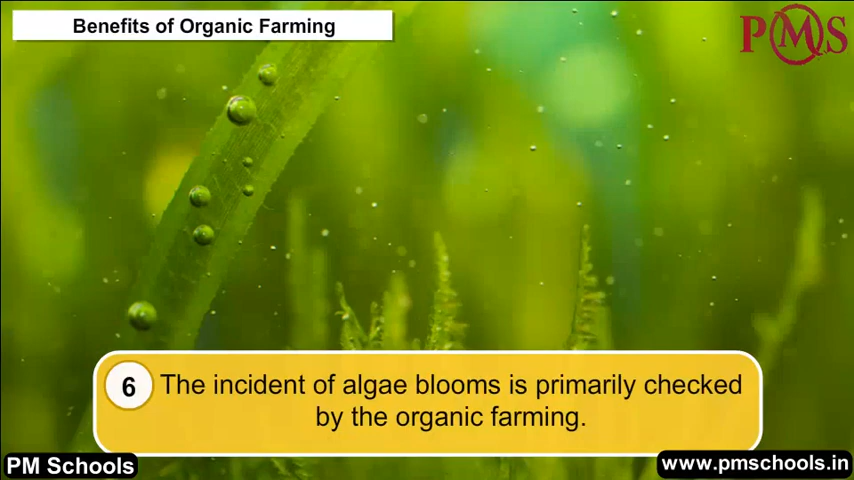 Benefits of Organic Farming
PMS
6 The incident of algae blooms is primarily checked
by the organic farming.
PM Schools
www.pmschools.in